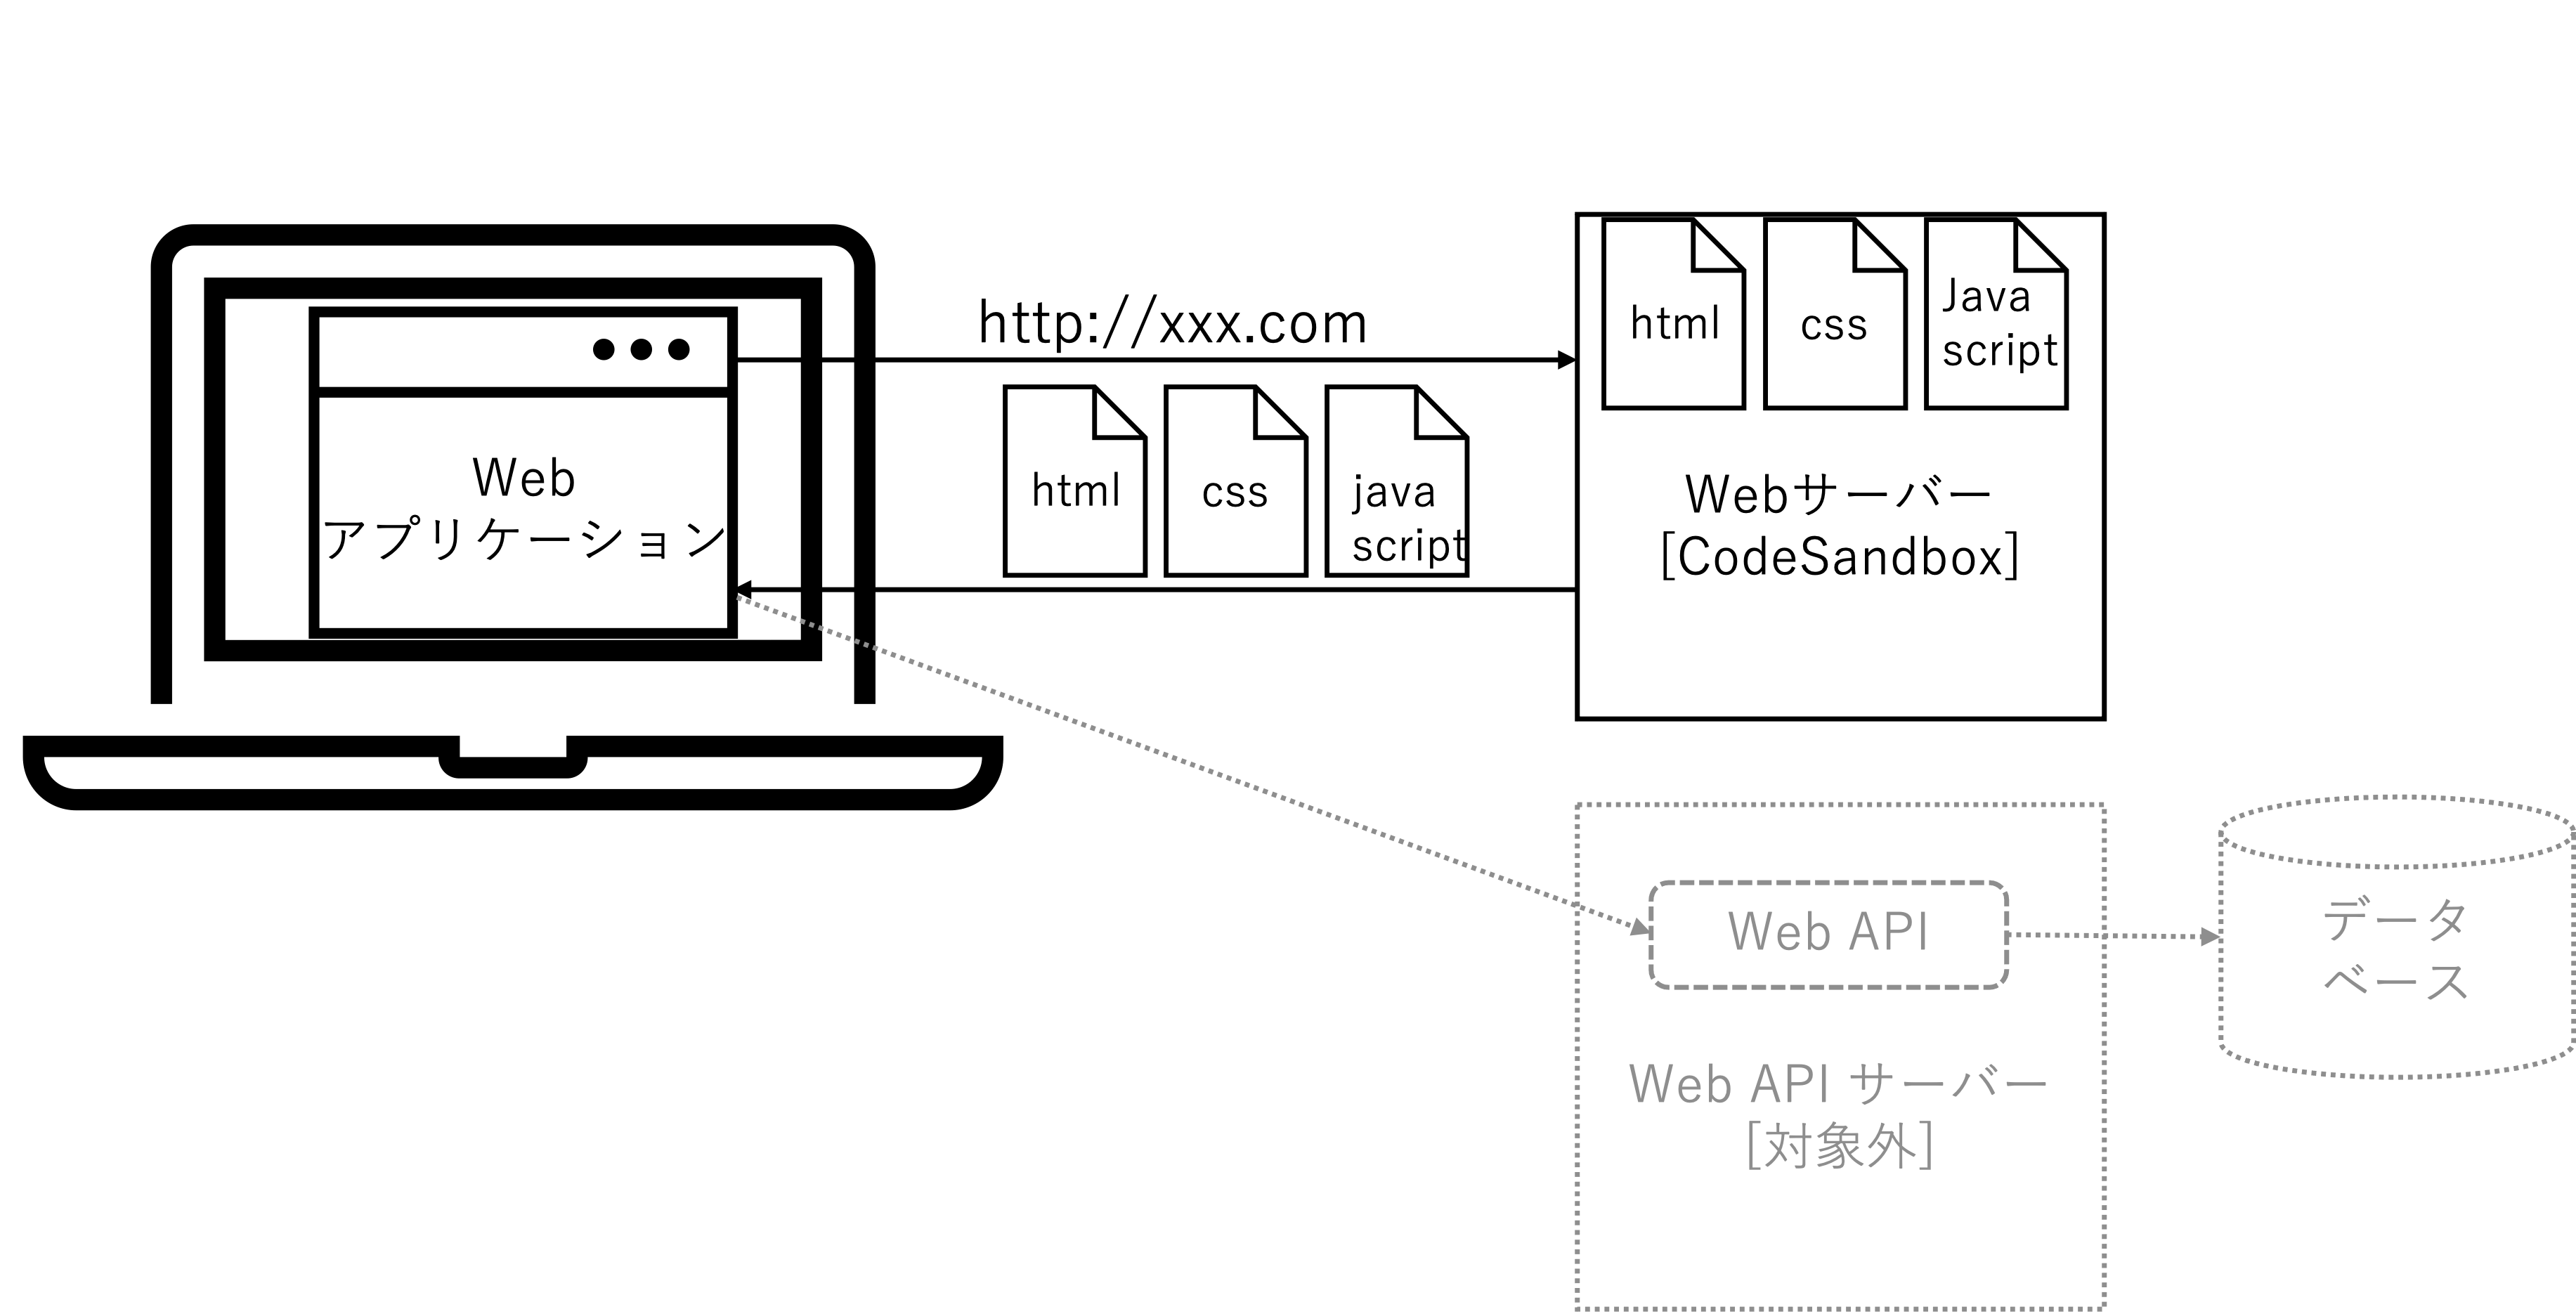 http://xxx.com
html
css
Java
script
html
css
java
script
Web
アプリケーション
Webサーバー
[CodeSandbox]
Web API
データ
ベース
Web API サーバー
[対象外]